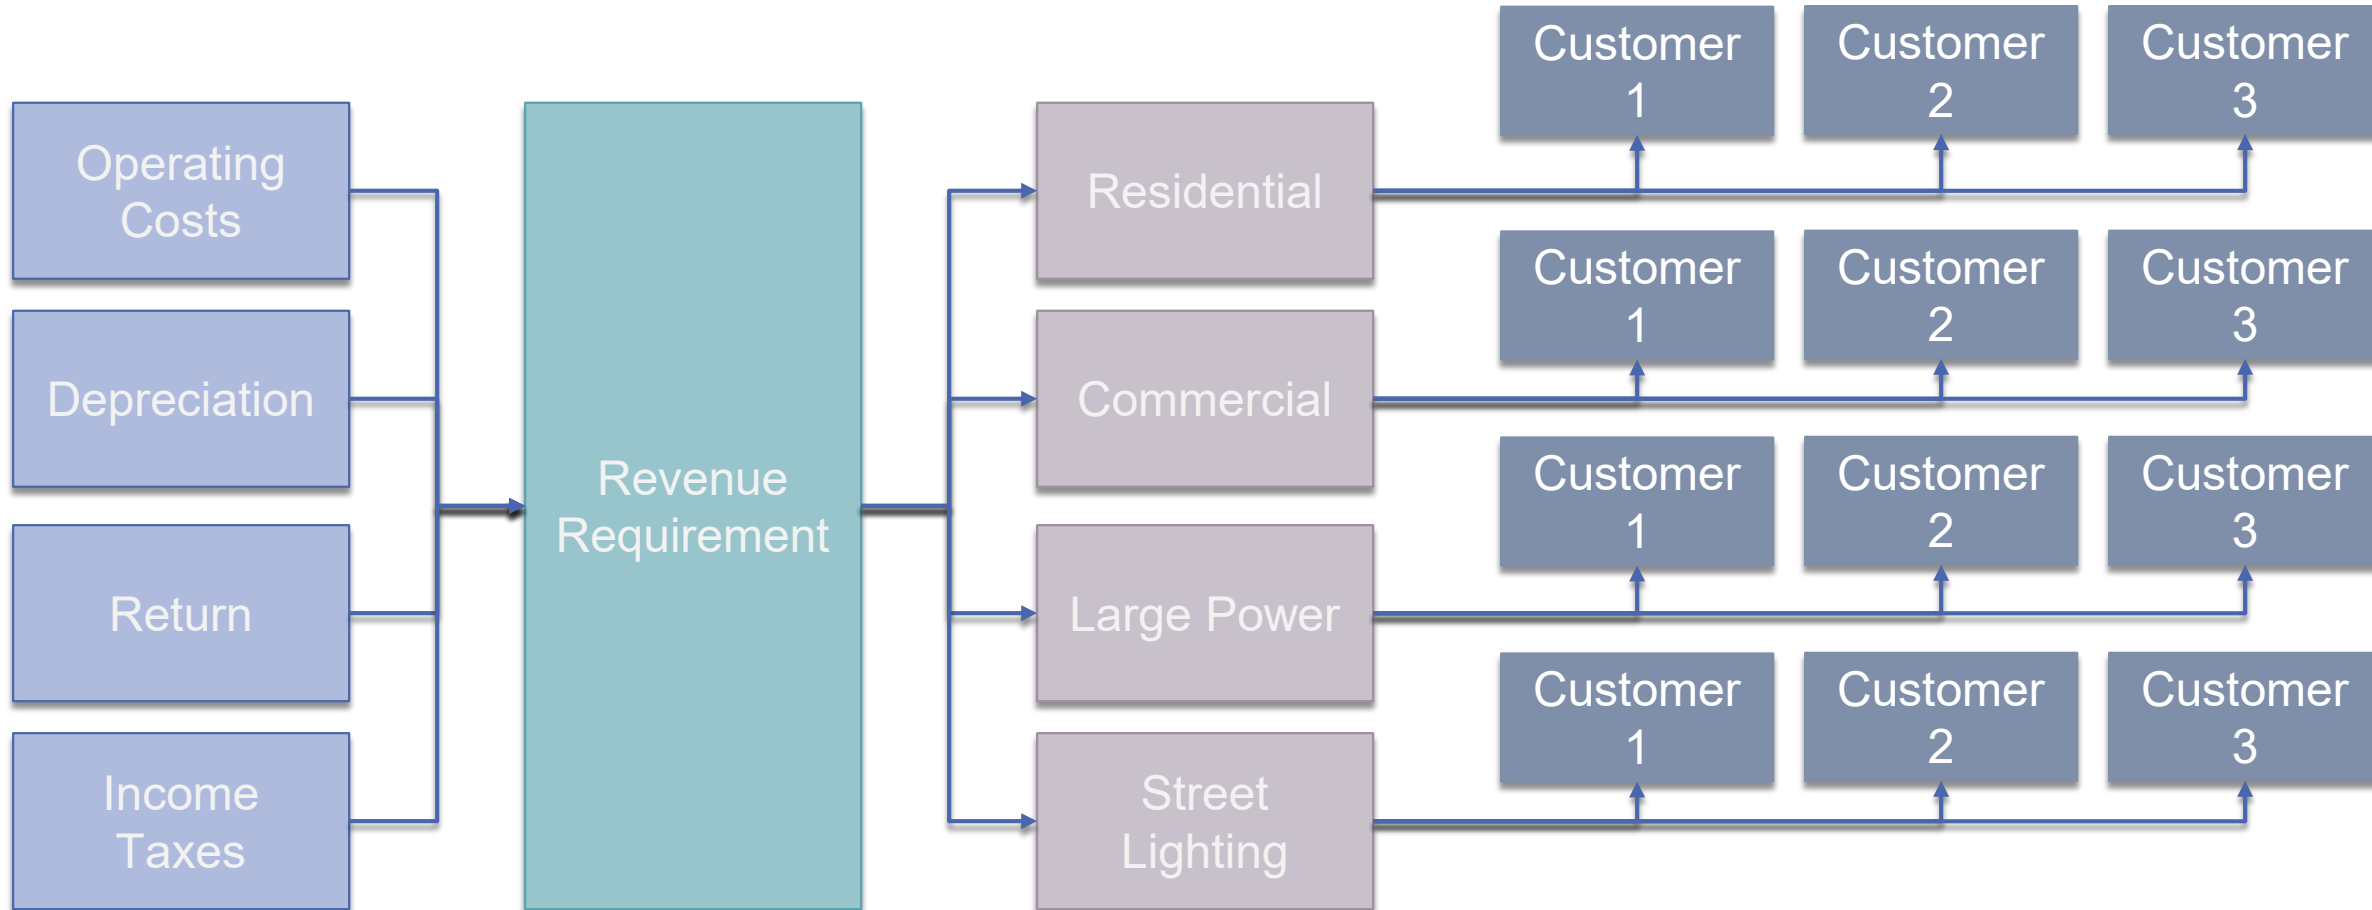 Operating
Costs
Depreciation
Return
Income
Taxes
Revenue
Requirement
Residential
Commercial
Large Power
Street
Lighting
Customer
1
Customer
2
Customer
3
Customer
1
Customer
2
Customer
3
Customer
1
Customer
2
Customer
3
Customer
1
Customer
2
Customer
3